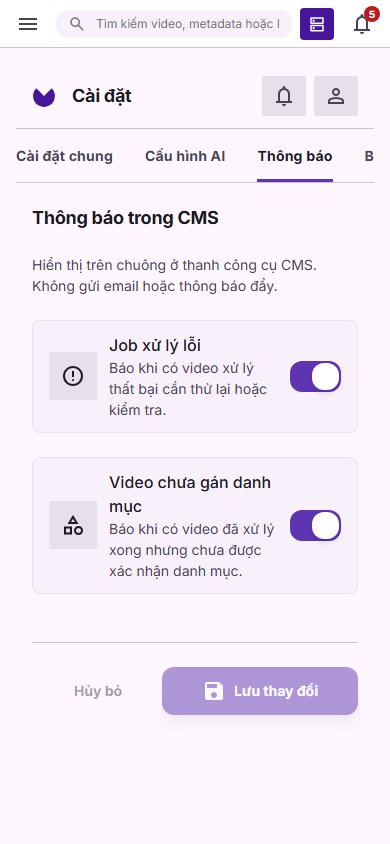 Tìm kiếm video, metadata hoặc l
5
Cài đặt
Cài đặt chung
Cấu hình AI
Thông báo
B
Thông báo trong CMS
Hiển thị trên chuông ở thanh công cụ CMS.
Không gửi email hoặc thông báo đẩy.
Job xử lý lỗi
Báo khi có video xử lý
thất bại cần thử lại hoặc
kiểm tra.
Video chưa gán danh
mục
Báo khi có video đã xử lý
xong nhưng chưa được
xác nhận danh mục.
Hủy bỏ
Lưu thay đổi